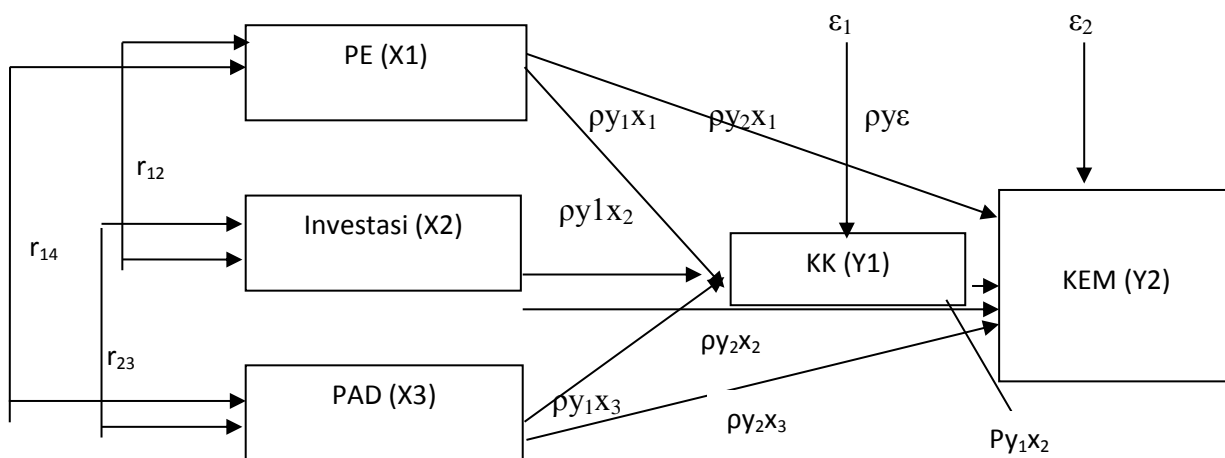 ε₁
ε₂
PE (X1)
ρy₁x₁
ρy₂x₁
ρyε
r₁₂
Investasi (X2)
ρy1x₂
r₁₄
KK (Y1)
KEM (Y2)
ρy₂x₂
r₂₃
PAD (X3)
ρy₁x₃
ρy₂x₃
Py₁x₂